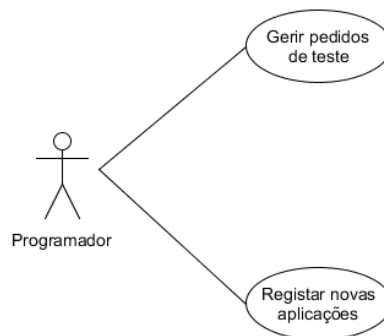 Gerir pedidos
de teste
Programador
Registar novas
aplicações